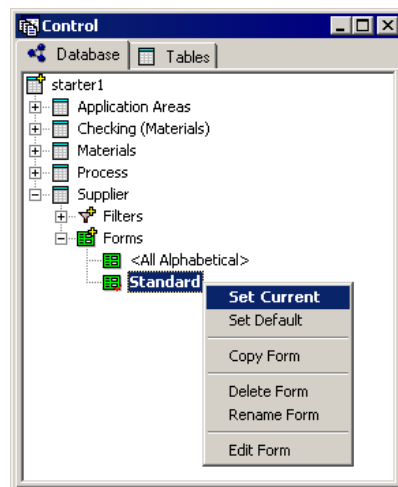 Control
Database Tables
starter1
Application Areas
Checking (Materials)
Materials
Process
Supplier
Filters
Forms
<All Alphabetical>
Standard
Set Current
Set Default
Copy Form
Delete Form
Rename Form
Edit Form